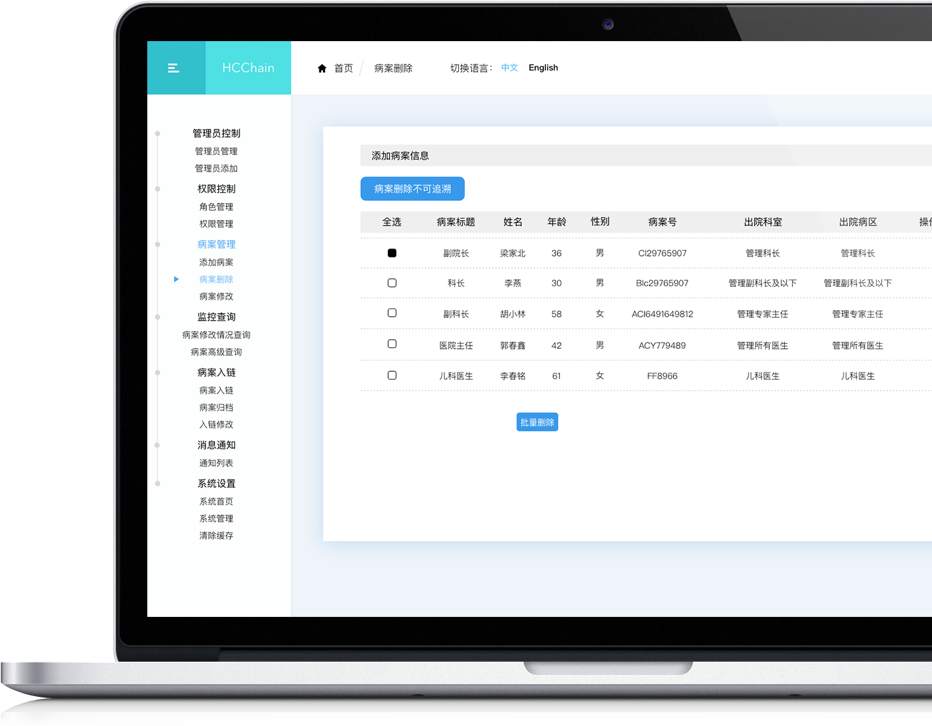 HCChain
首页 病案删除 切换语言: 中文 English
管理员控制
管理员管理
管理员添加
权限控制
角色管理
权限管理
病案管理
添加病案
病案删除
病案修改
监控查询
病案修改情况查询
病案高级查询
病案入链
病案入链
病案归档
入链修改
消息通知
通知列表
系统设置
系统首页
系统管理
清除缓存
添加病案信息
病案删除不可追溯
全选 病案标题 姓名 年龄 性别 病案号 出院科室 出院病区
副院长 梁家北 36 男 CI29765907 管理科长 管理科长
科长 李燕 30 男 BIc29765907 管理副科长及以下 管理副科长及以下
副科长 胡小林 58 女 ACI6491649812 管理专家主任 管理专家主任
医院主任 郭春鑫 42 男 ACY779489 管理所有医生 管理所有医生
儿科医生 李春铭 61 女 FF8966 儿科医生 儿科医生
批量删除